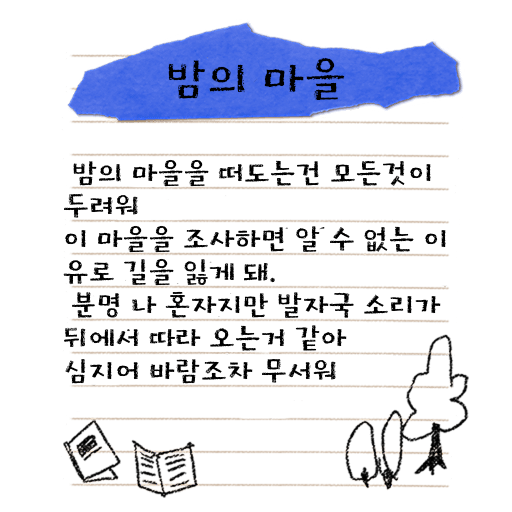 밤의 마을
밤의 마을을 떠도는건 모든것이
두려워
이 마을을 조사하면 알 수 없는 이
유로 길을 잃게 돼.
분명 나 혼자지만 발자국 소리가
뒤에서 따라 오는거 같아
심지어 바람조차 무서워